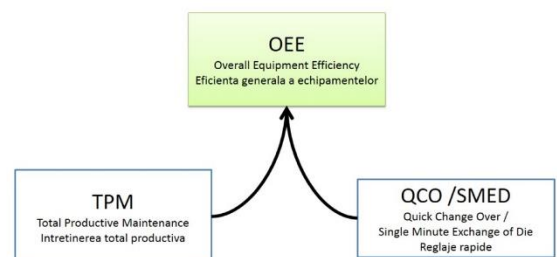 OEE
Overall Equipment Efficiency
Eficienta generala a echipamentelor
TPM
Total Productive Maintenance
Intretinerea total productiva
QCO /SMED
Quick Change Over /
Single Minute Exchange of Die
Reglaje rapide